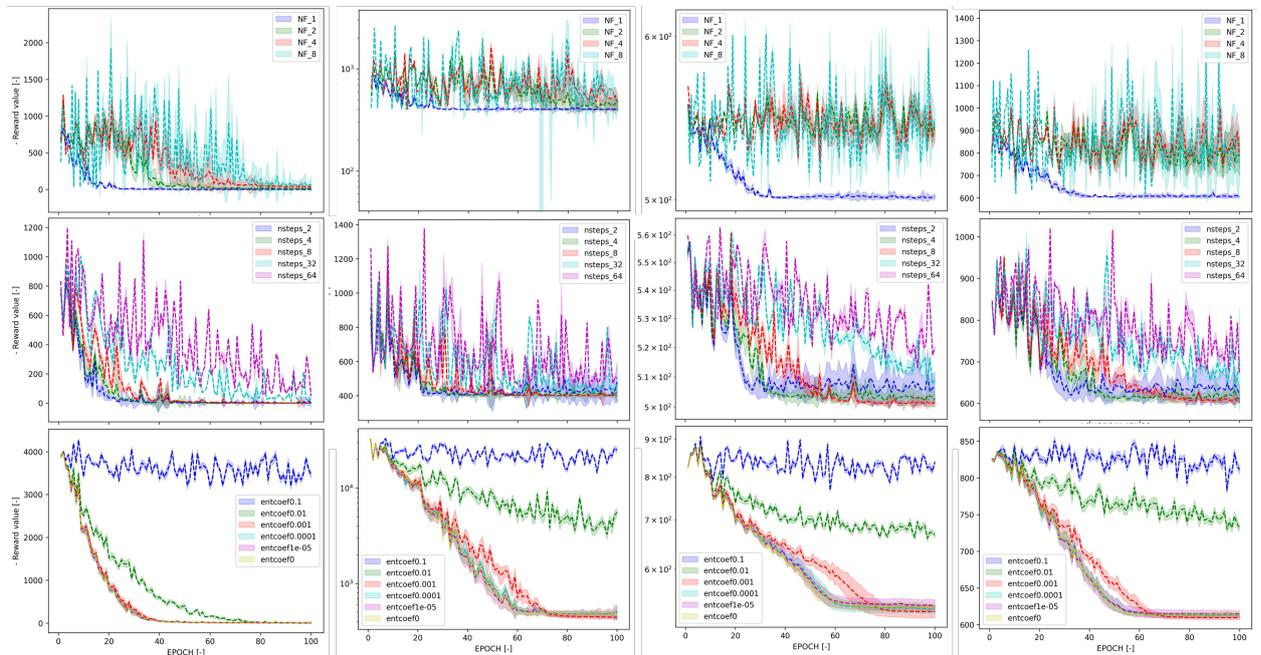 NF_1
NF_2
NF_4
NF_8
2000
1500
1000
500
0
- Reward value [-]
NF_1
NF_2
NF_4
NF_8
10³
10²
NF_1
NF_2
NF_4
NF_8
6 × 10²
5 × 10²
NF_1
NF_2
NF_4
NF_8
1400
1300
1200
1100
1000
900
800
700
600
nsteps_2
nsteps_4
nsteps_8
nsteps_32
nsteps_64
1200
1000
800
600
400
200
0
- Reward value [-]
nsteps_2
nsteps_4
nsteps_8
nsteps_32
nsteps_64
1400
1200
1000
800
600
400
nsteps_2
nsteps_4
nsteps_8
nsteps_32
nsteps_64
5.6 × 10²
5.5 × 10²
5.4 × 10²
5.3 × 10²
5.2 × 10²
5.1 × 10²
5 × 10²
nsteps_2
nsteps_4
nsteps_8
nsteps_32
nsteps_64
1000
900
800
700
600
entcoef0.1
entcoef0.01
entcoef0.001
entcoef0.0001
entcoef1e-05
entcoef0
4000
3000
2000
1000
0
- Reward value [-]
0 20 40 60 80 100
EPOCH [-]
entcoef0.1
entcoef0.01
entcoef0.001
entcoef0.0001
entcoef1e-05
entcoef0
10⁴
10³
0 20 40 60 80 100
EPOCH [-]
entcoef0.1
entcoef0.01
entcoef0.001
entcoef0.0001
entcoef1e-05
entcoef0
9 × 10²
8 × 10²
7 × 10²
6 × 10²
0 20 40 60 80 100
EPOCH [-]
entcoef0.1
entcoef0.01
entcoef0.001
entcoef0.0001
entcoef1e-05
entcoef0
850
800
750
700
650
600
0 20 40 60 80 100
EPOCH [-]